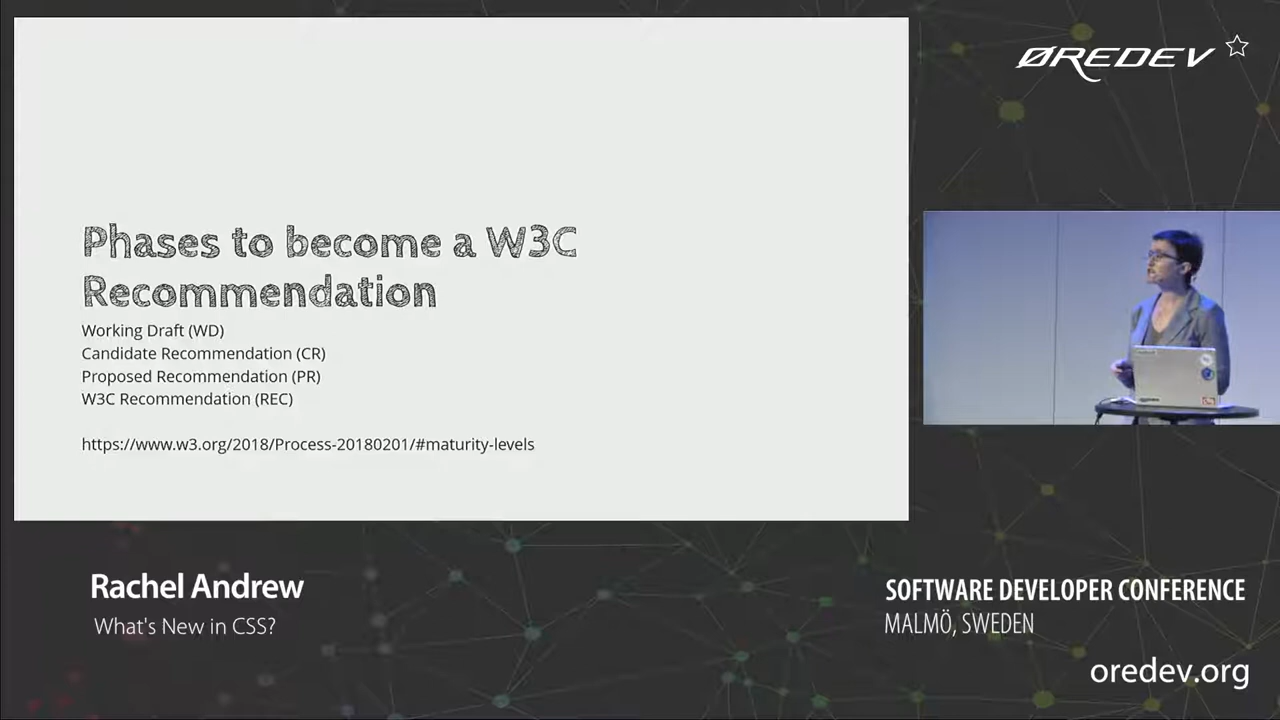 Phases to become a W3C
Recommendation
Working Draft (WD)
Candidate Recommendation (CR)
Proposed Recommendation (PR)
W3C Recommendation (REC)
https://www.w3.org/2018/Process-20180201/#maturity-levels
ØREDEV
Rachel Andrew
What's New in CSS?
SOFTWARE DEVELOPER CONFERENCE
MALMÖ, SWEDEN
oredev.org